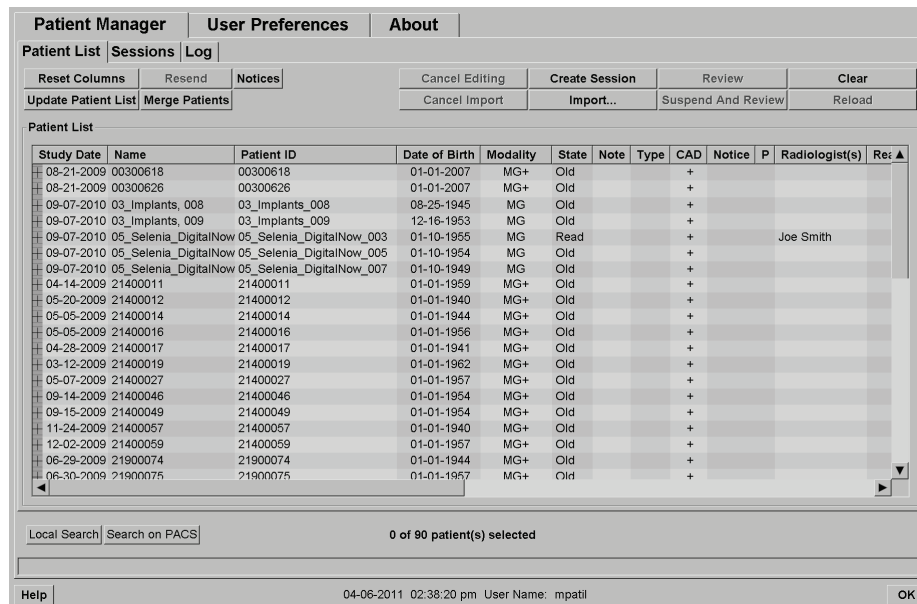 Patient Manager User Preferences About
Patient List Sessions Log
Reset Columns Resend Notices Cancel Editing Create Session Review Clear
Update Patient List Merge Patients Cancel Import Import... Suspend And Review Reload
Patient List
Study Date Name Patient ID Date of Birth Modality State Note Type CAD Notice P Radiologist(s) Rea
08-21-2009 00300618 00300618 01-01-2007 MG+ Old +
08-21-2009 00300626 00300626 01-01-2007 MG+ Old +
09-07-2010 03_Implants, 008 03_Implants_008 08-25-1945 MG Old +
09-07-2010 03_Implants, 009 03_Implants_009 12-16-1953 MG Old +
09-07-2010 05_Selenia_DigitalNow 05_Selenia_DigitalNow_003 01-10-1955 MG Read + Joe Smith
09-07-2010 05_Selenia_DigitalNow 05_Selenia_DigitalNow_005 01-10-1954 MG Old +
09-07-2010 05_Selenia_DigitalNow 05_Selenia_DigitalNow_007 01-10-1949 MG Old +
04-14-2009 21400011 21400011 01-01-1959 MG+ Old +
05-20-2009 21400012 21400012 01-01-1940 MG+ Old +
05-05-2009 21400014 21400014 01-01-1944 MG+ Old +
05-05-2009 21400016 21400016 01-01-1956 MG+ Old +
04-28-2009 21400017 21400017 01-01-1941 MG+ Old +
03-12-2009 21400019 21400019 01-01-1962 MG+ Old +
05-07-2009 21400027 21400027 01-01-1957 MG+ Old +
09-14-2009 21400046 21400046 01-01-1954 MG+ Old +
09-15-2009 21400049 21400049 01-01-1954 MG+ Old +
11-24-2009 21400057 21400057 01-01-1940 MG+ Old +
12-02-2009 21400059 21400059 01-01-1957 MG+ Old +
06-29-2009 21900074 21900074 01-01-1944 MG+ Old +
06-30-2009 21900075 21900075 01-01-1957 MG+ Old +
Local Search Search on PACS 0 of 90 patient(s) selected
Help 04-06-2011 02:38:20 pm User Name: mpatil OK